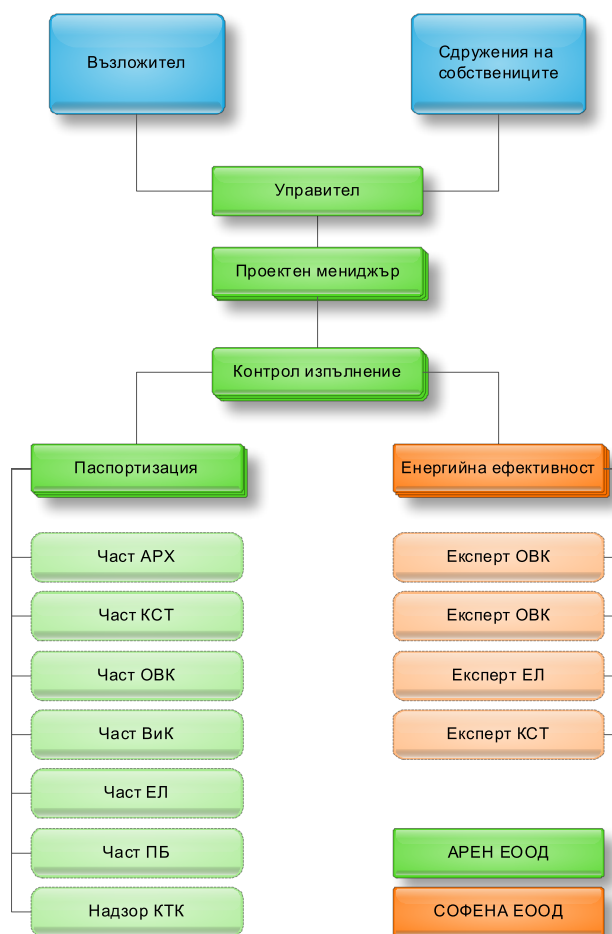 Възложител
Сдружения на
собствениците
Управител
Проектен мениджър
Контрол изпълнение
Паспортизация
Енергийна ефективност
Част АРХ
Част КСТ
Част ОВК
Част ВиК
Част ЕЛ
Част ПБ
Надзор КТК
Експерт ОВК
Експерт ОВК
Експерт ЕЛ
Експерт КСТ
АРЕН ЕООД
СОФЕНА ЕООД